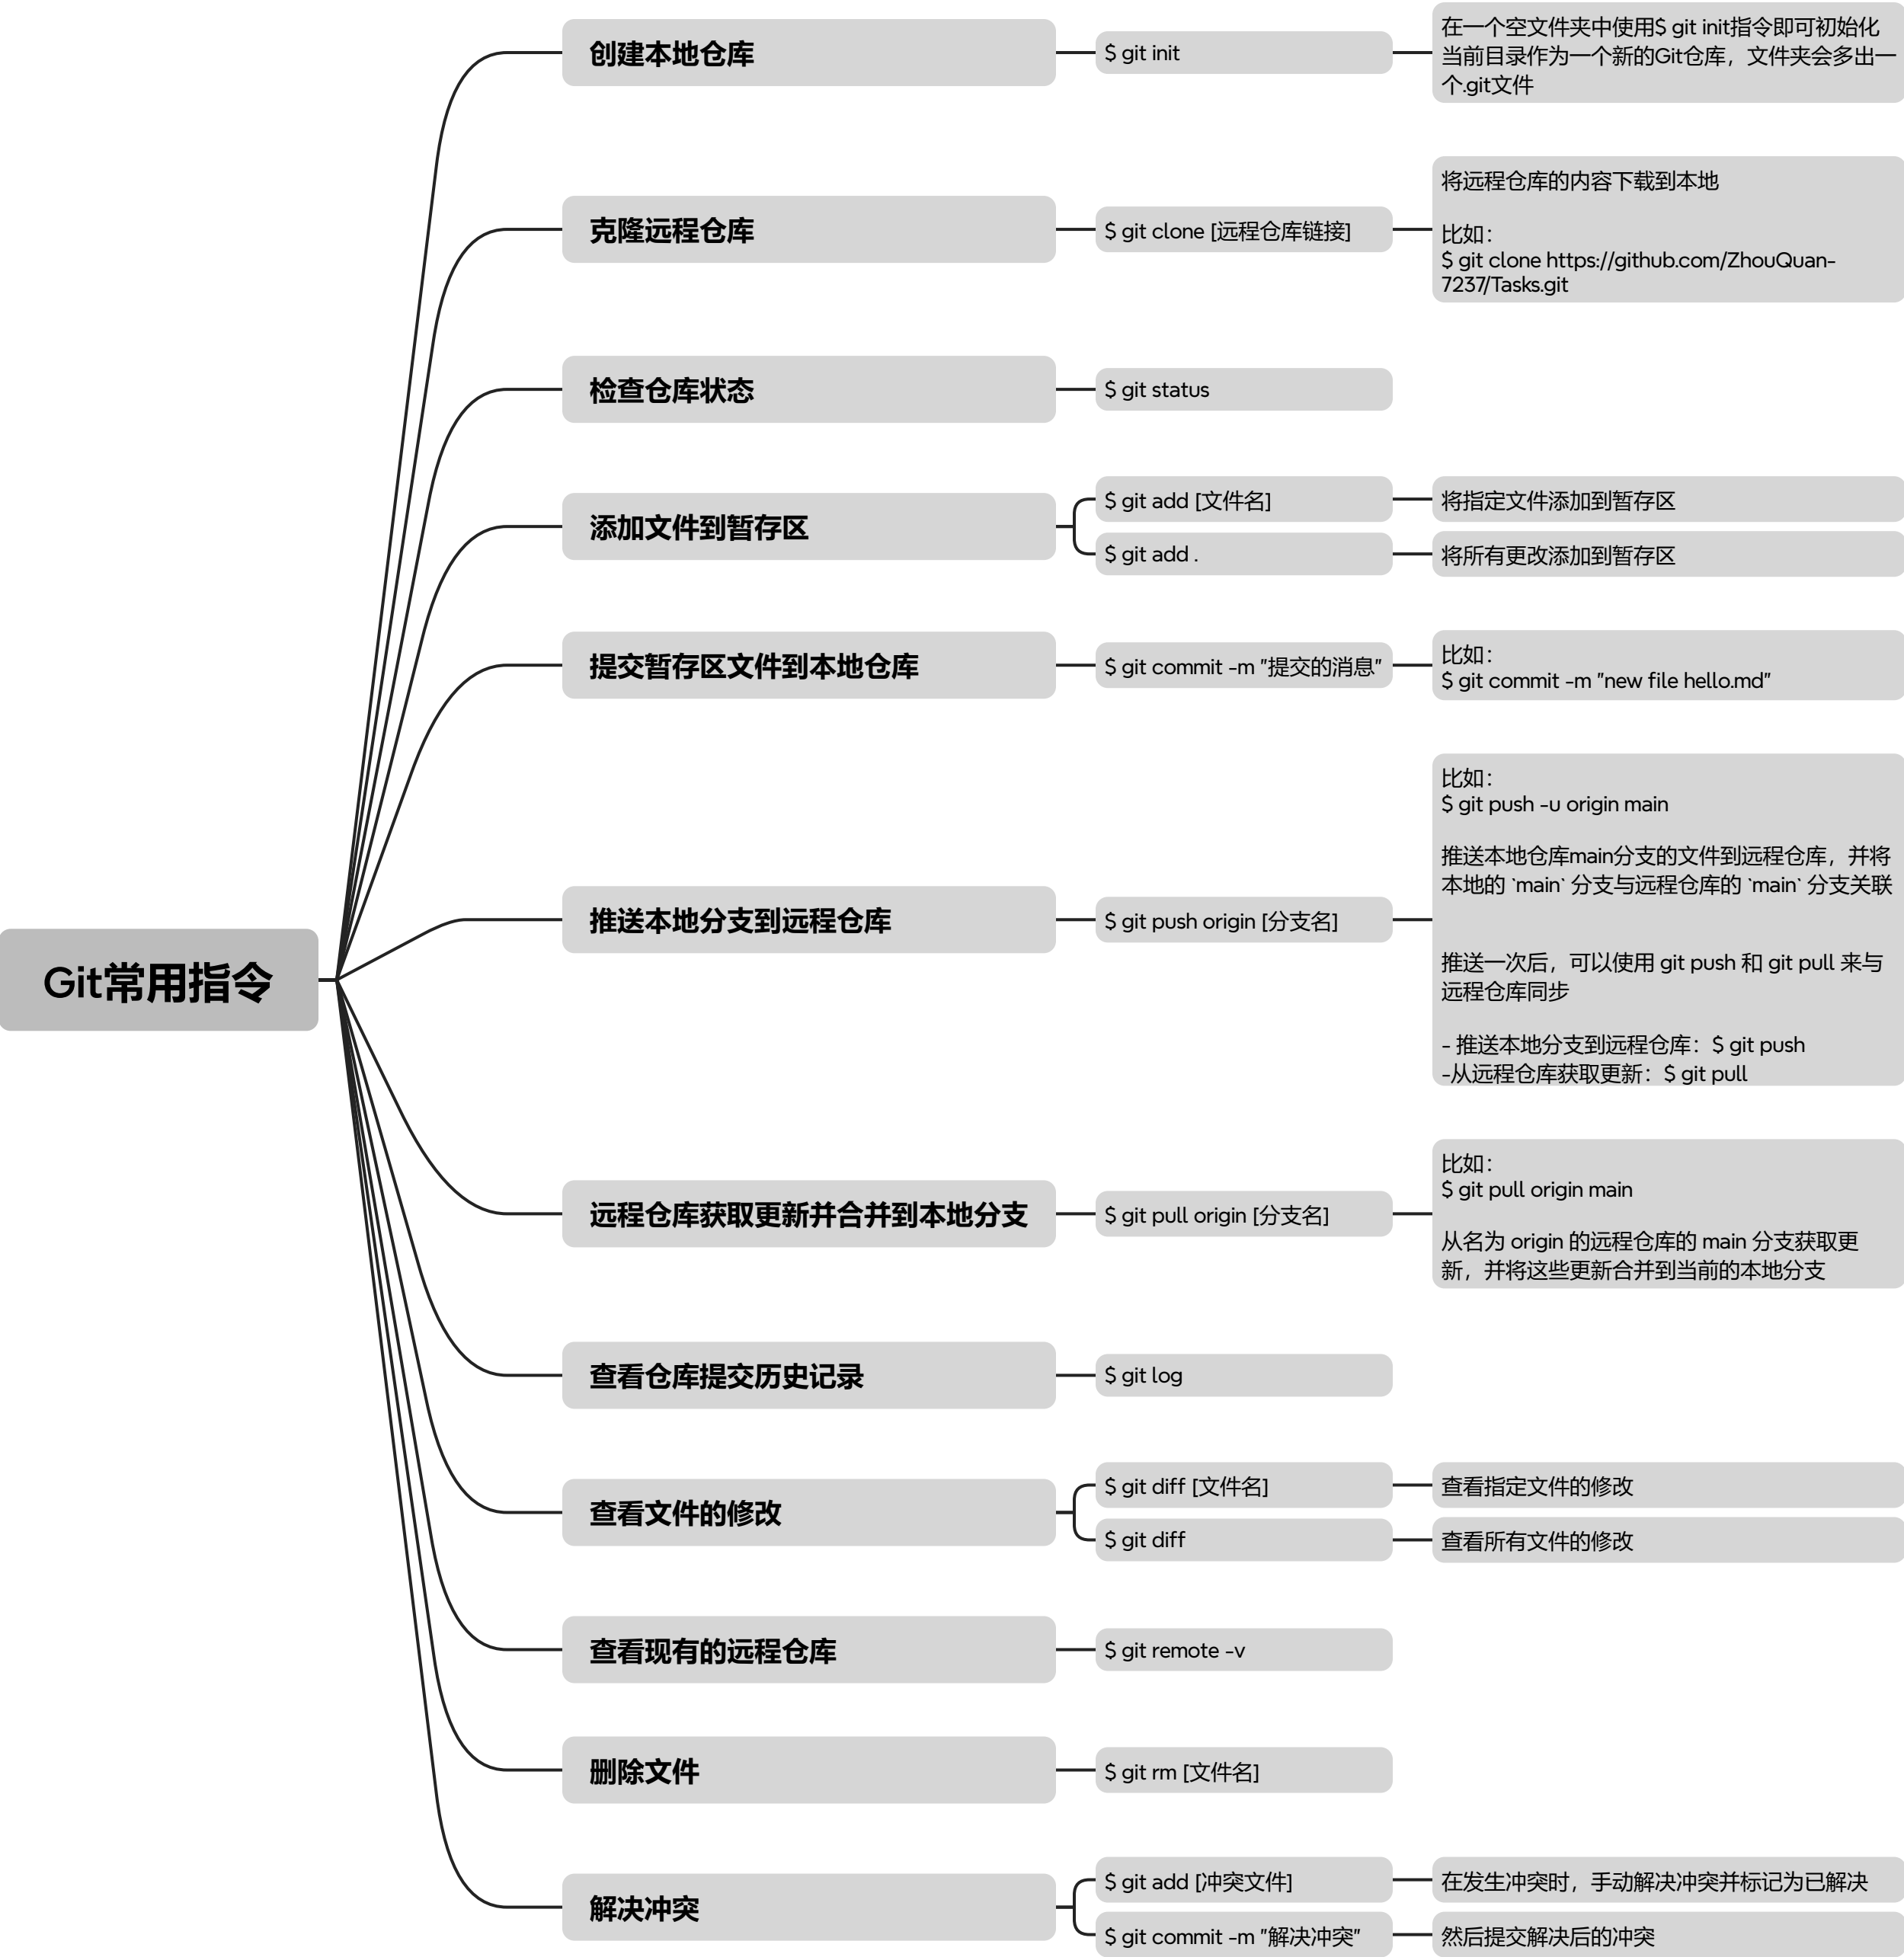 Git常用指令
创建本地仓库
$ git init
在一个空文件夹中使用$ git init指令即可初始化
当前目录作为一个新的Git仓库，文件夹会多出一
个.git文件
克隆远程仓库
$ git clone [远程仓库链接]
将远程仓库的内容下载到本地
比如：
$ git clone https://github.com/ZhouQuan-
7237/Tasks.git
检查仓库状态
$ git status
添加文件到暂存区
$ git add [文件名]
将指定文件添加到暂存区
$ git add .
将所有更改添加到暂存区
提交暂存区文件到本地仓库
$ git commit -m "提交的消息"
比如：
$ git commit -m "new file hello.md"
推送本地分支到远程仓库
$ git push origin [分支名]
比如：
$ git push -u origin main
推送本地仓库main分支的文件到远程仓库，并将
本地的 `main` 分支与远程仓库的 `main` 分支关联
推送一次后，可以使用 git push 和 git pull 来与
远程仓库同步
- 推送本地分支到远程仓库：$ git push
-从远程仓库获取更新：$ git pull
远程仓库获取更新并合并到本地分支
$ git pull origin [分支名]
比如：
$ git pull origin main
从名为 origin 的远程仓库的 main 分支获取更
新，并将这些更新合并到当前的本地分支
查看仓库提交历史记录
$ git log
查看文件的修改
$ git diff [文件名]
查看指定文件的修改
$ git diff
查看所有文件的修改
查看现有的远程仓库
$ git remote -v
删除文件
$ git rm [文件名]
解决冲突
$ git add [冲突文件]
在发生冲突时，手动解决冲突并标记为已解决
$ git commit -m "解决冲突"
然后提交解决后的冲突